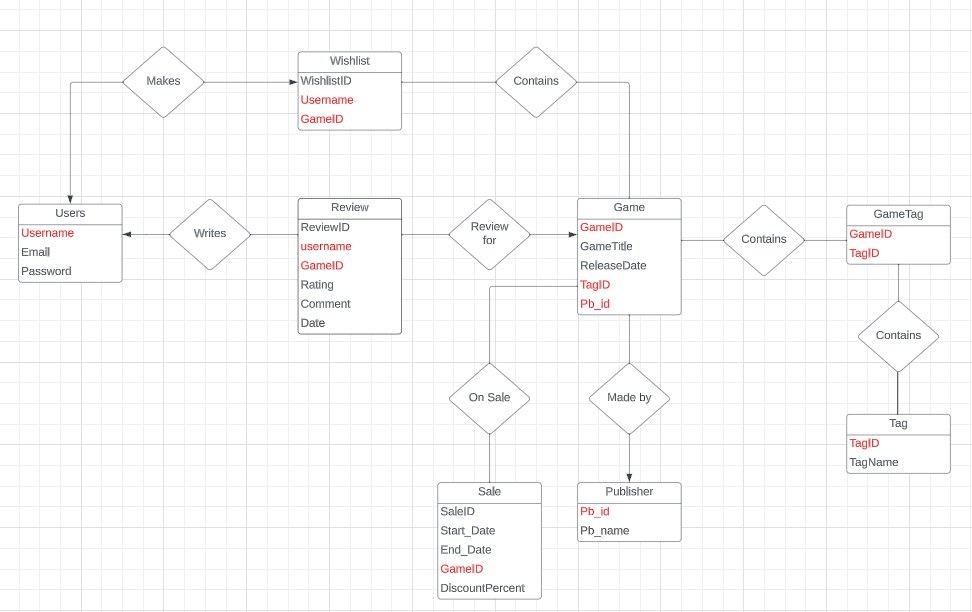 Makes
Wishlist
WishlistID
Username
GameID
Contains
Users
Username
Email
Password
Writes
Review
ReviewID
username
GameID
Rating
Comment
Date
Review
for
Game
GameID
GameTitle
ReleaseDate
TagID
Pb_id
Contains
GameTag
GameID
TagID
Contains
On Sale
Made by
Tag
TagID
TagName
Sale
SaleID
Start_Date
End_Date
GameID
DiscountPercent
Publisher
Pb_id
Pb_name